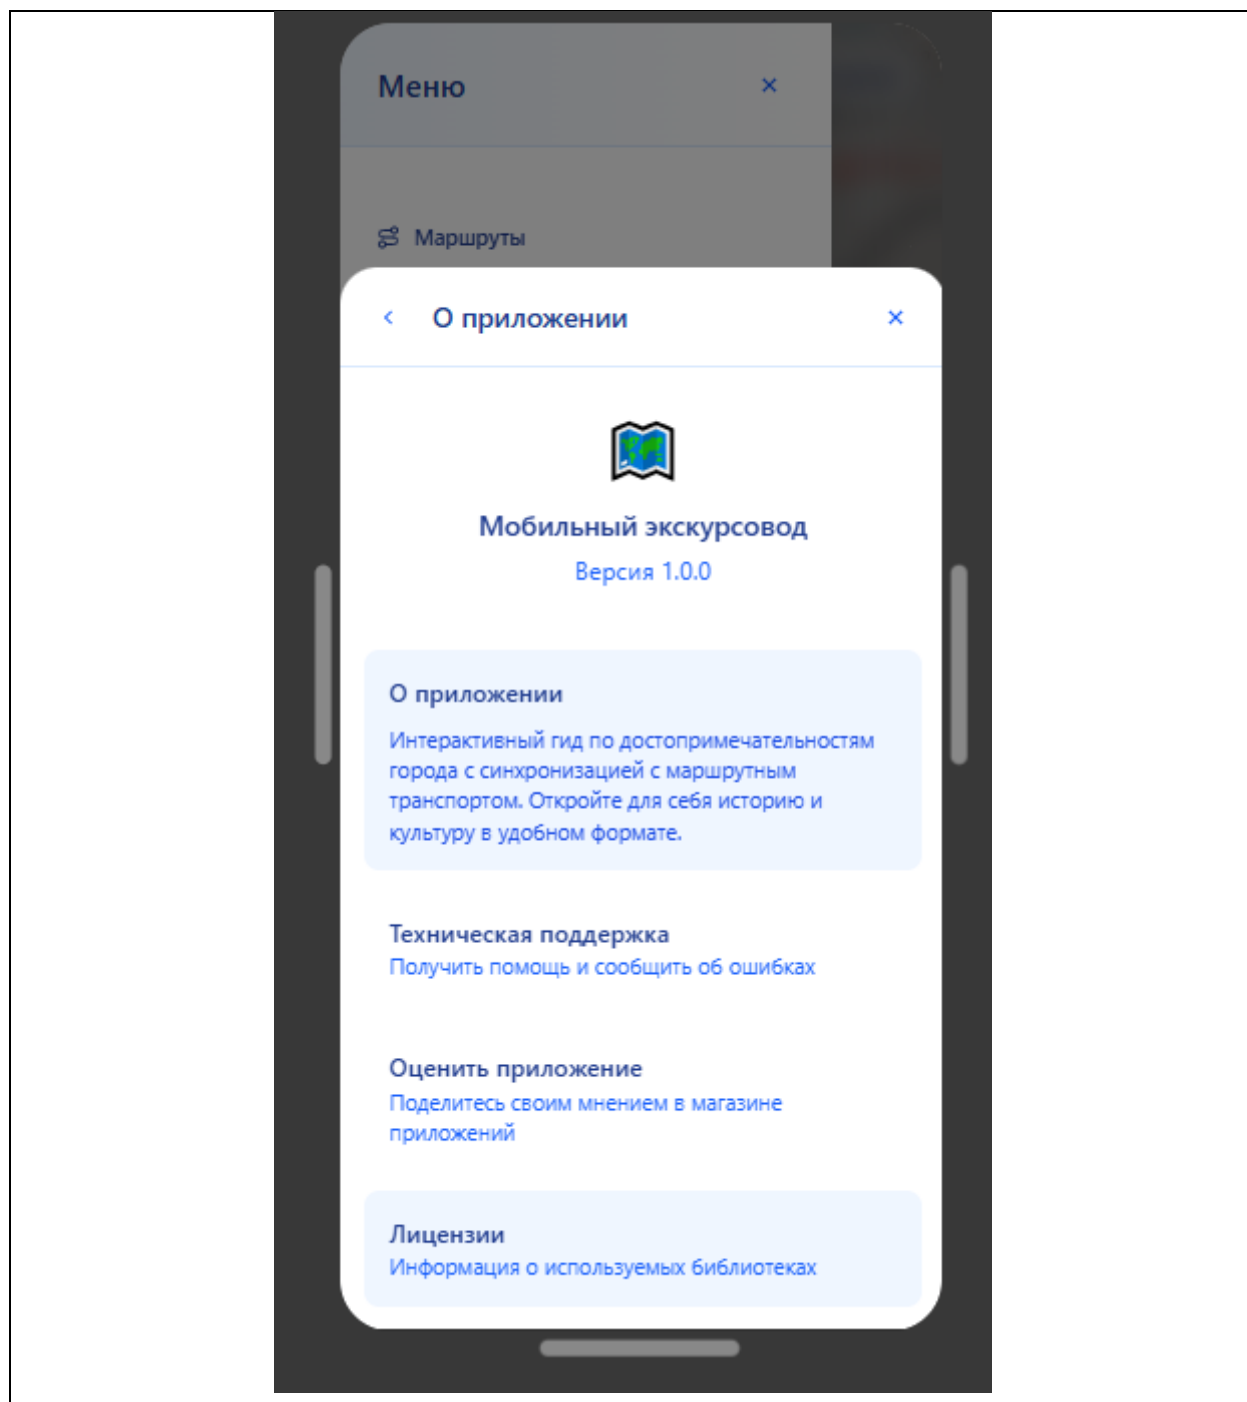 Меню
Маршруты
О приложении
Мобильный экскурсовод
Версия 1.0.0
О приложении
Интерактивный гид по достопримечательностям
города с синхронизацией с маршрутным
транспортом. Откройте для себя историю и
культуру в удобном формате.
Техническая поддержка
Получить помощь и сообщить об ошибках
Оценить приложение
Поделитесь своим мнением в магазине
приложений
Лицензии
Информация о используемых библиотеках